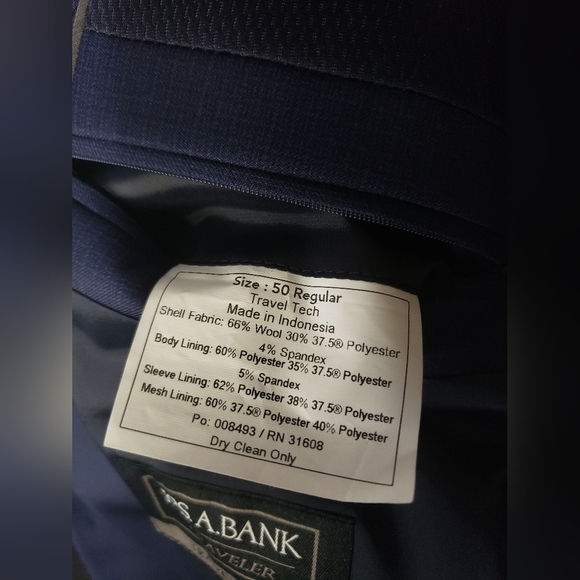 Size : 50 Regular
Travel Tech
Made in Indonesia
Shell Fabric: 66% Wool 30% 37.5® Polyester
4% Spandex
Body Lining: 60% Polyester 35% 37.5® Polyester
5% Spandex
Sleeve Lining: 62% Polyester 38% 37.5® Polyester
Mesh Lining: 60% 37.5® Polyester 40% Polyester
Po: 008493 / RN 31608
Dry Clean Only
S.A.BANK